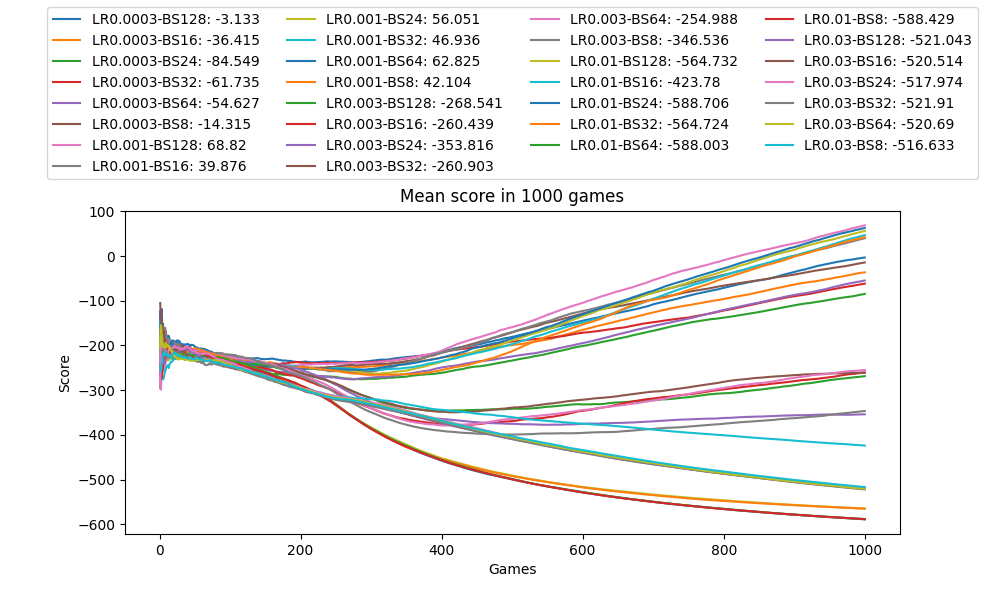 LR0.0003-BS128: -3.133
LR0.0003-BS16: -36.415
LR0.0003-BS24: -84.549
LR0.0003-BS32: -61.735
LR0.0003-BS64: -54.627
LR0.0003-BS8: -14.315
LR0.001-BS128: 68.82
LR0.001-BS16: 39.876
LR0.001-BS24: 56.051
LR0.001-BS32: 46.936
LR0.001-BS64: 62.825
LR0.001-BS8: 42.104
LR0.003-BS128: -268.541
LR0.003-BS16: -260.439
LR0.003-BS24: -353.816
LR0.003-BS32: -260.903
LR0.003-BS64: -254.988
LR0.003-BS8: -346.536
LR0.01-BS128: -564.732
LR0.01-BS16: -423.78
LR0.01-BS24: -588.706
LR0.01-BS32: -564.724
LR0.01-BS64: -588.003
LR0.01-BS8: -588.429
LR0.03-BS128: -521.043
LR0.03-BS16: -520.514
LR0.03-BS24: -517.974
LR0.03-BS32: -521.91
LR0.03-BS64: -520.69
LR0.03-BS8: -516.633
Mean score in 1000 games
100
0
−100
−200
−300
−400
−500
−600
Score
0
200
400
600
800
1000
Games